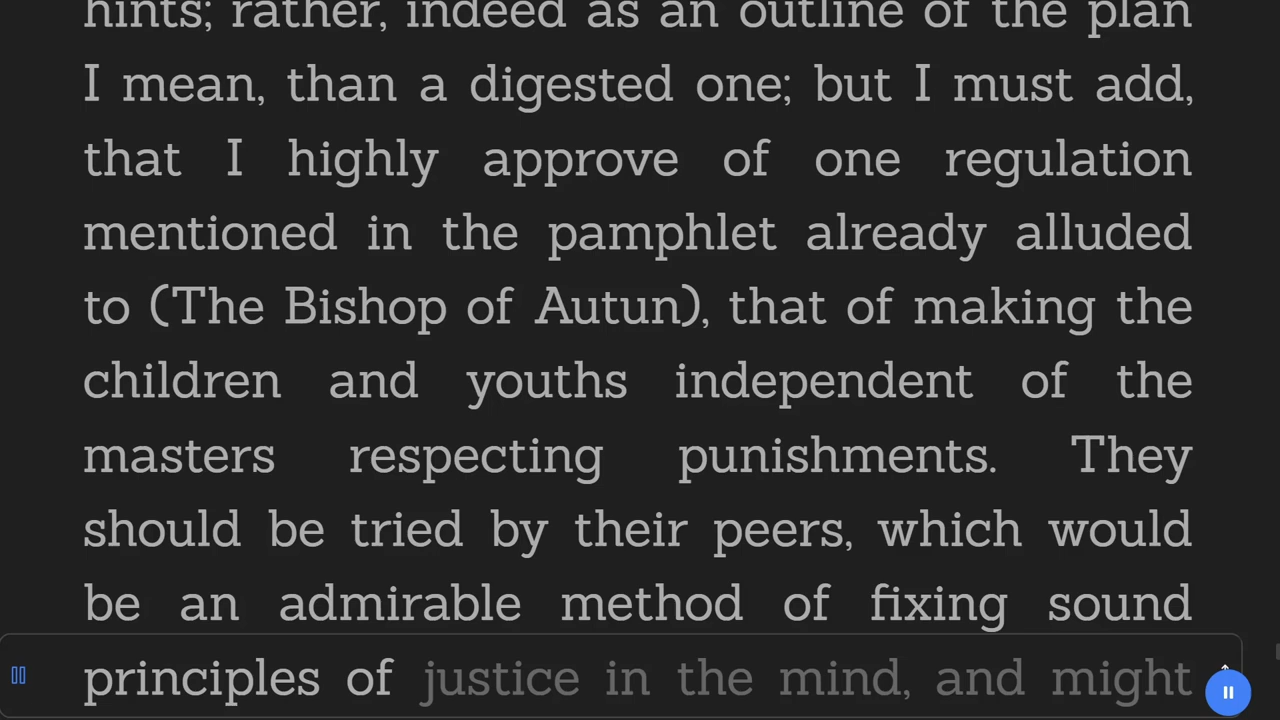 hints; rather, indeed as an outline of the plan
I mean, than a digested one; but I must add,
that I highly approve of one regulation
mentioned in the pamphlet already alluded
to (The Bishop of Autun), that of making the
children and youths independent of the
masters respecting punishments. They
should be tried by their peers, which would
be an admirable method of fixing sound
principles of justice in the mind, and might